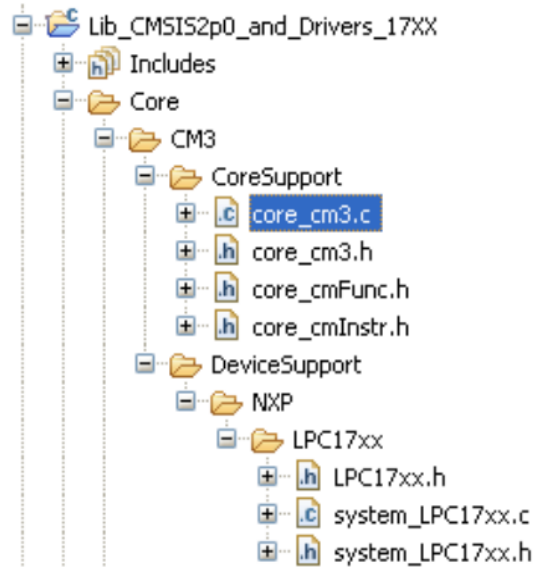 Lib_CMSIS2p0_and_Drivers_17XX
Includes
Core
CM3
CoreSupport
core_cm3.c
core_cm3.h
core_cmFunc.h
core_cmInstr.h
DeviceSupport
NXP
LPC17xx
LPC17xx.h
system_LPC17xx.c
system_LPC17xx.h